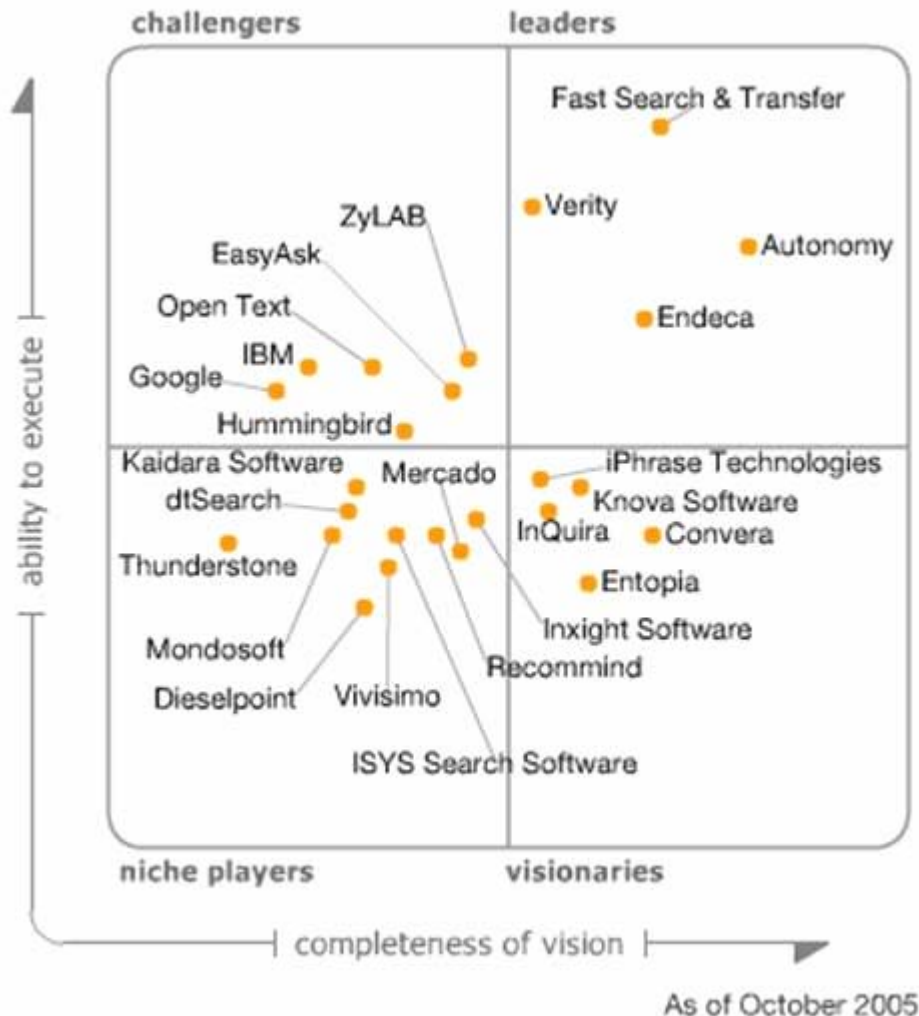 challengers
leaders
Fast Search & Transfer
Verity
ZyLAB
Autonomy
EasyAsk
Open Text
Endeca
IBM
Google
Hummingbird
ability to execute
Kaidara Software
Mercado
iPhrase Technologies
dtSearch
Knova Software
InQuira
Convera
Thunderstone
Entopia
Inxight Software
Mondosoft
Recommind
Dieselpoint
Vivisimo
ISYS Search Software
niche players
visionaries
completeness of vision
As of October 2005